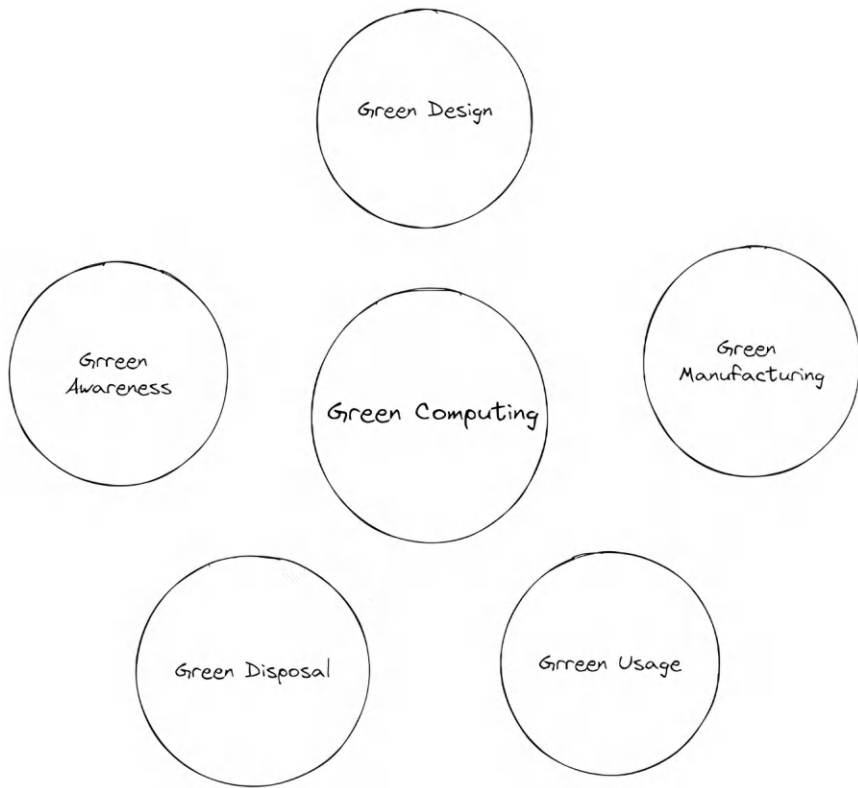 Green Design
Grreen
Awareness
Green
Manufacturing
Green Computing
Green Disposal
Grreen Usage